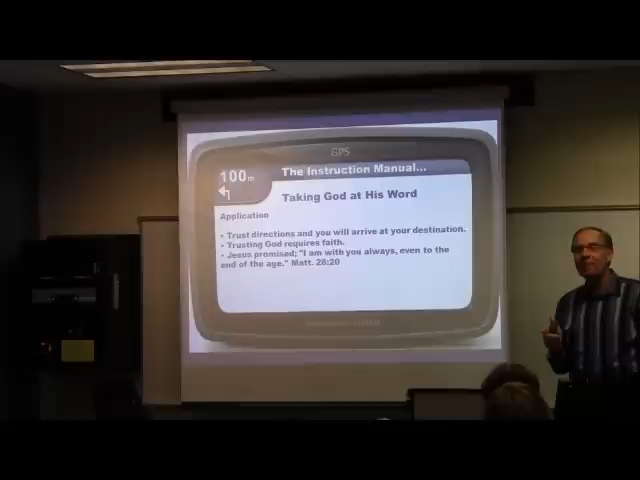 GPS
100m
The Instruction Manual...
Taking God at His Word
Application
• Trust directions and you will arrive at your destination.
• Trusting God requires faith.
• Jesus promised; "I am with you always, even to the
end of the age." Matt. 28:20